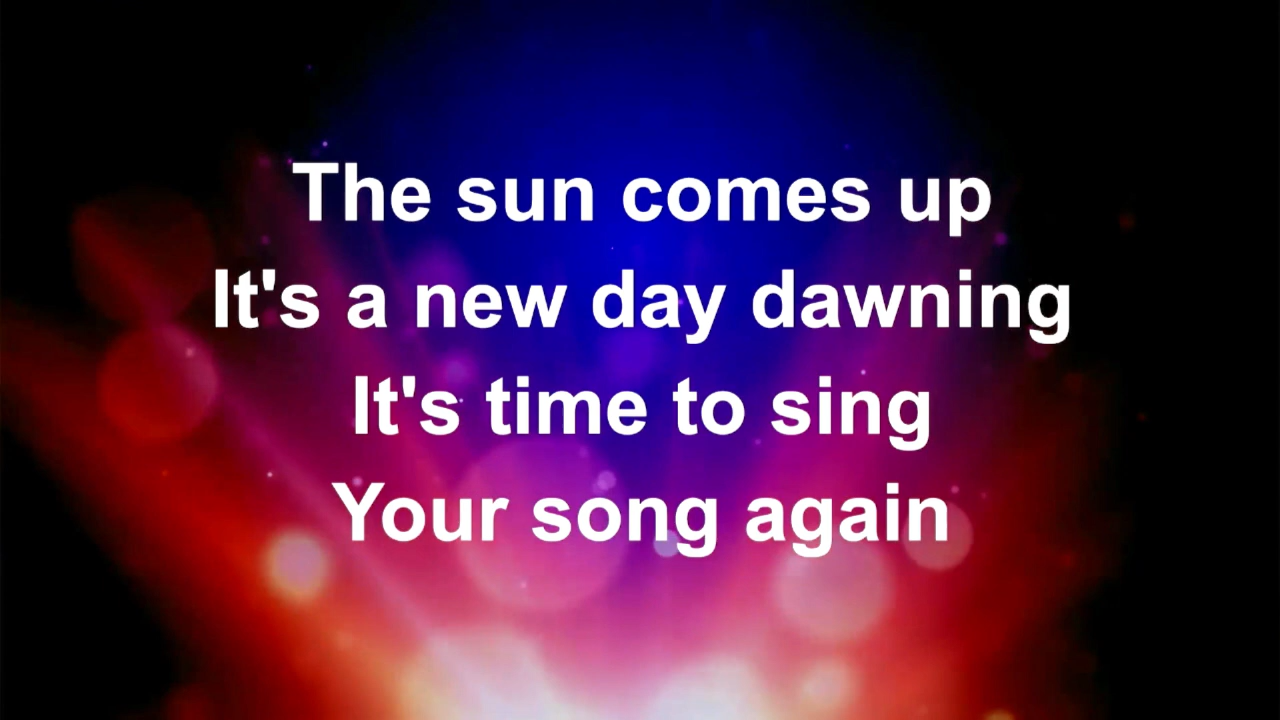 The sun comes up
It's a new day dawning
It's time to sing
Your song again